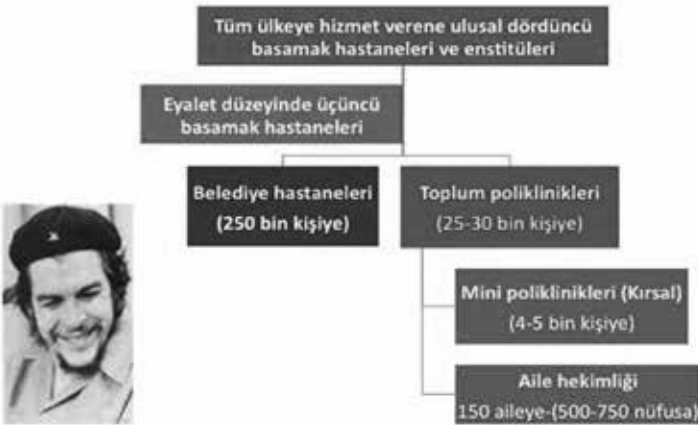 Tüm ülkeye hizmet verene ulusal dördüncü
basamak hastaneleri ve enstitüleri
Eyalet düzeyinde üçüncü
basamak hastaneleri
Belediye hastaneleri
(250 bin kişiye)
Toplum poliklinikleri
(25-30 bin kişiye)
Mini poliklinikleri (Kırsal)
(4-5 bin kişiye)
Aile hekimliği
150 aileye-(500-750 nüfusa)